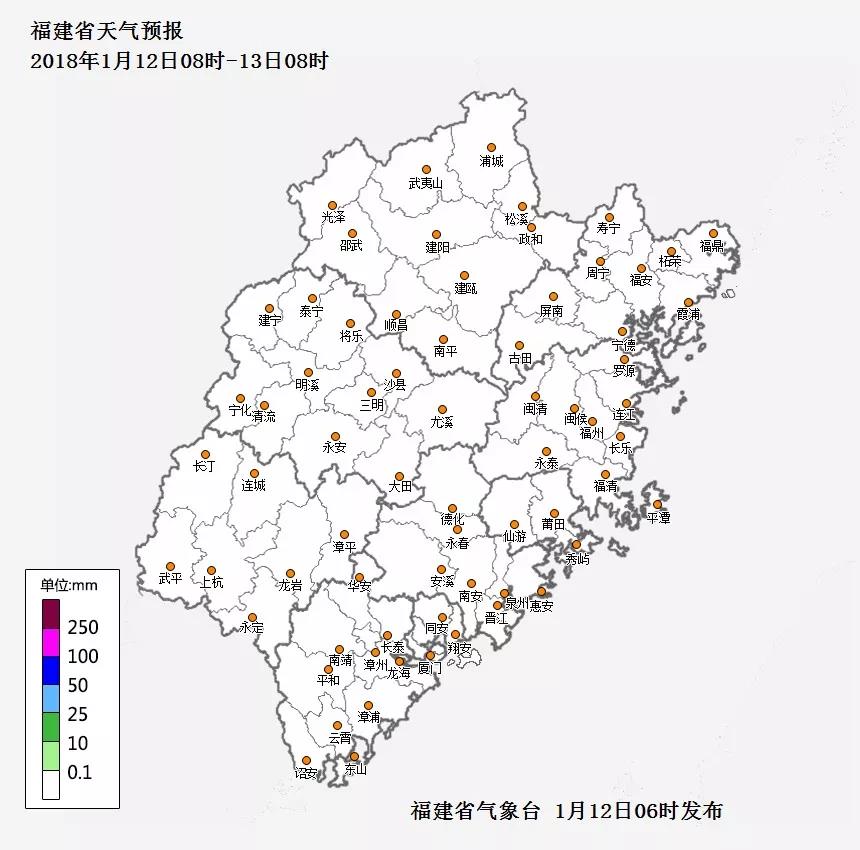 福建省天气预报
2018年1月12日08时-13日08时
浦城
武夷山
光泽
松溪
寿宁
邵武
建阳
政和
福鼎
柘荣
周宁
福安
建瓯
泰宁
屏南
霞浦
建宁
顺昌
将乐
宁德
南平
古田
罗源
明溪
沙县
三明
宁化
清流
闽清
闽侯
连江
尤溪
福州
永安
长乐
长汀
永泰
连城
大田
福清
德化
平潭
莆田
仙游
永春
漳平
秀屿
武平
上杭
龙岩
华安
安溪
南安
泉州
惠安
晋江
永定
同安
长泰
翔安
南靖
漳州
厦门
平和
龙海
漳浦
云霄
诏安
东山
单位:mm
250
100
50
25
10
0.1
福建省气象台 1月12日06时发布